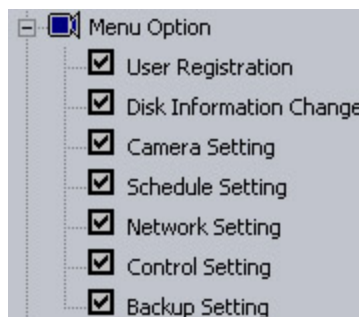 Menu Option
User Registration
Disk Information Change
Camera Setting
Schedule Setting
Network Setting
Control Setting
Backup Setting